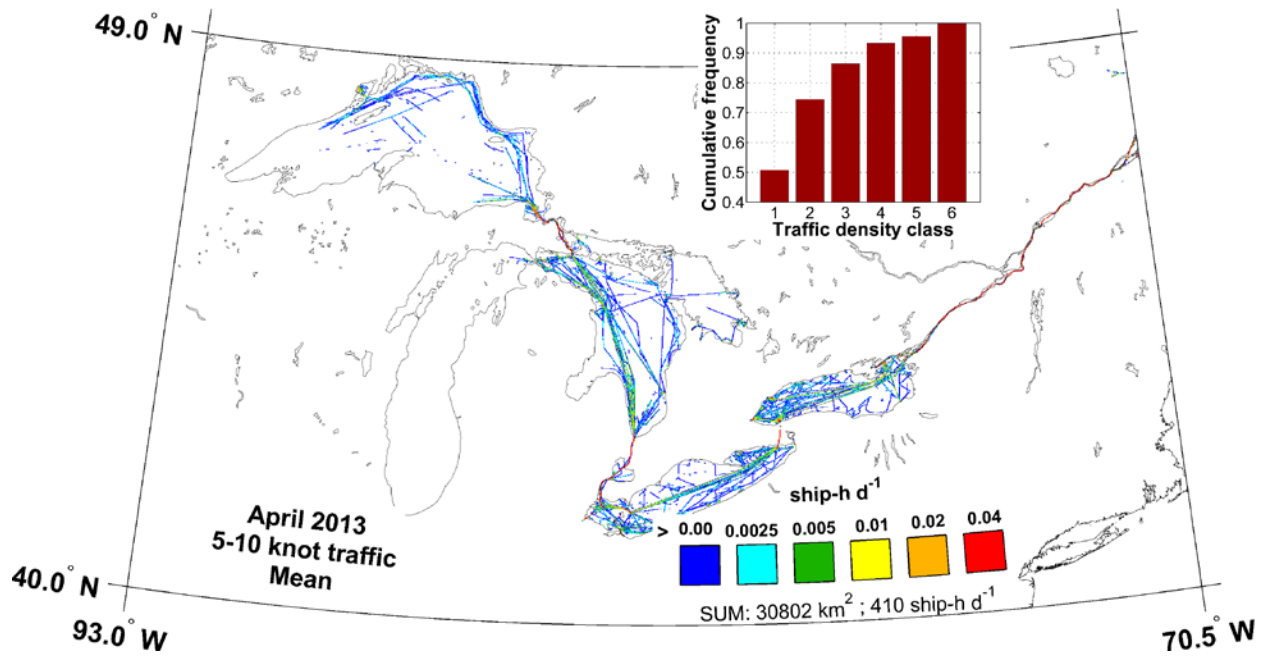 49.0° N
Cumulative frequency
1
0.9
0.8
0.7
0.6
0.5
0.4
1 2 3 4 5 6
Traffic density class
April 2013
5-10 knot traffic
Mean
ship-h d⁻¹
> 0.00 0.0025 0.005 0.01 0.02 0.04
SUM: 30802 km² ; 410 ship-h d⁻¹
40.0° N
93.0° W
70.5° W